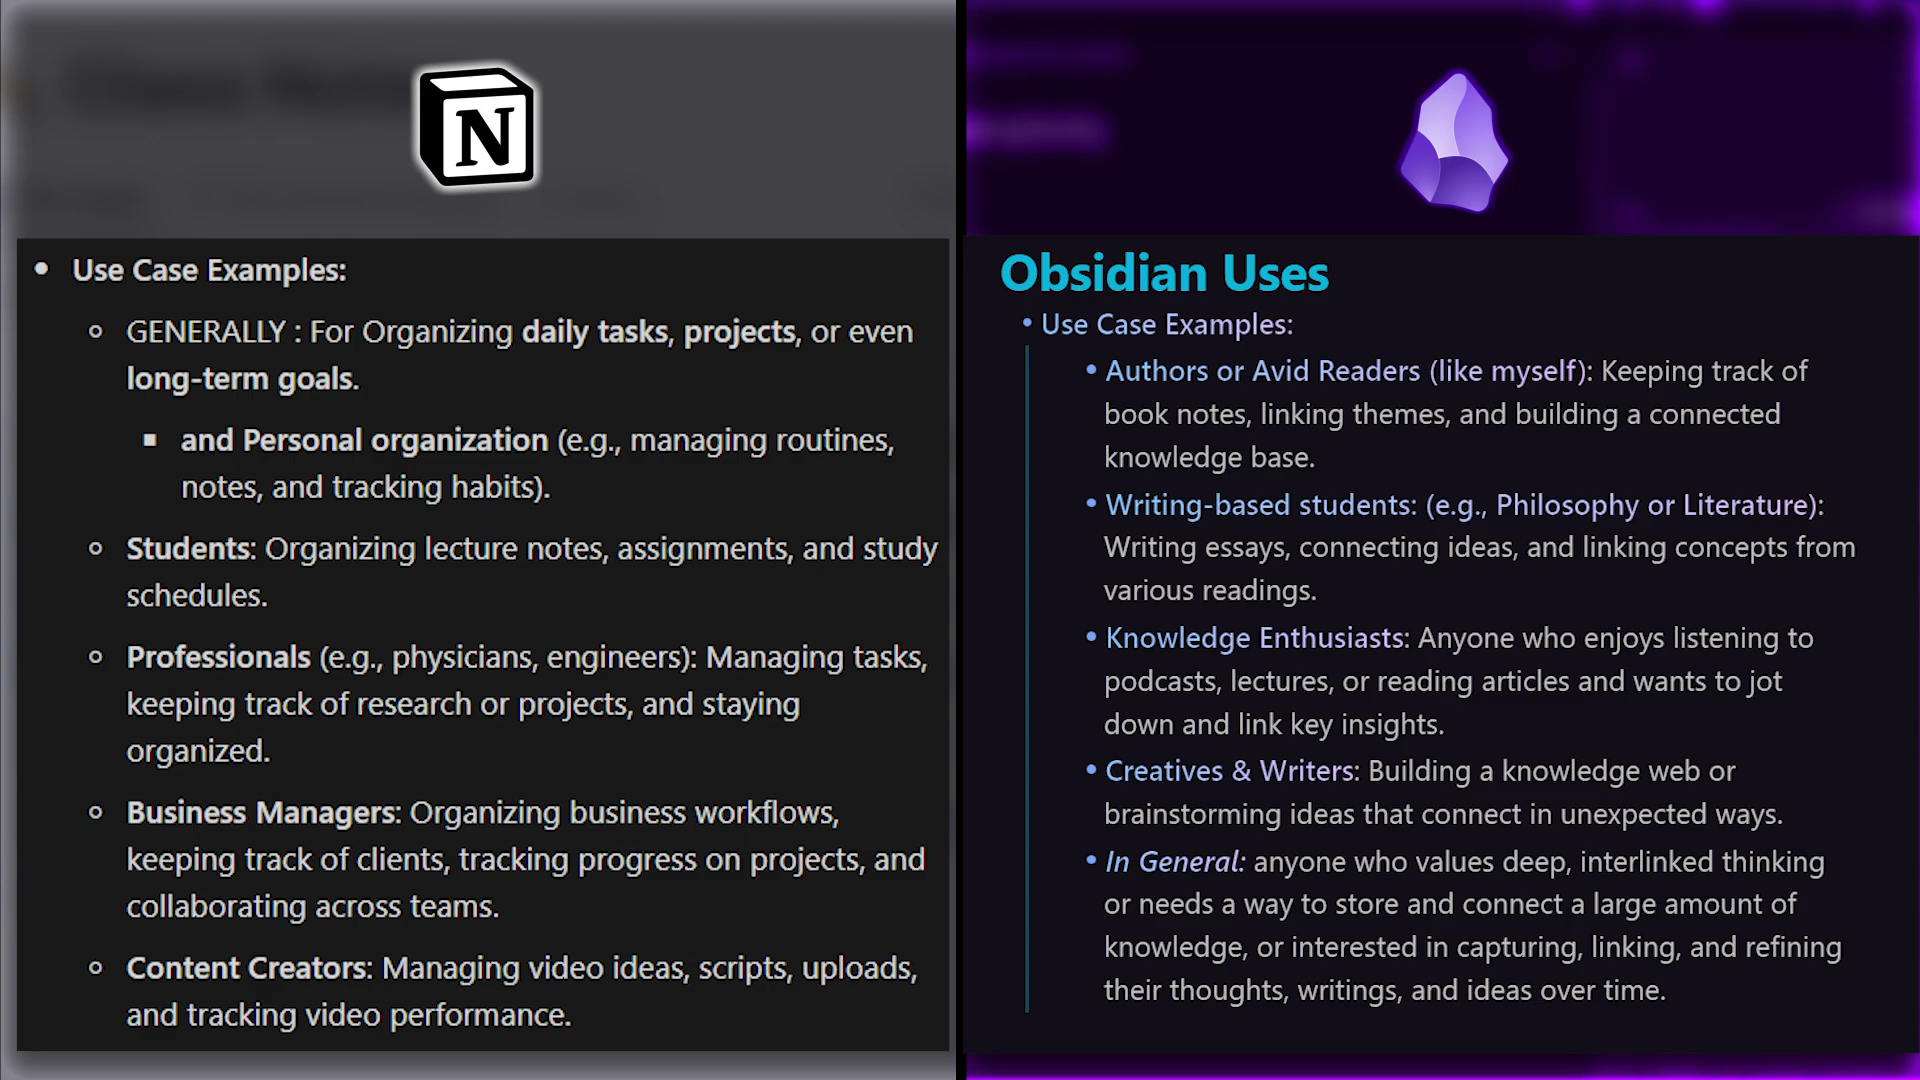 N
Use Case Examples:
GENERALLY : For Organizing daily tasks, projects, or even
long-term goals.
and Personal organization (e.g., managing routines,
notes, and tracking habits).
Students: Organizing lecture notes, assignments, and study
schedules.
Professionals (e.g., physicians, engineers): Managing tasks,
keeping track of research or projects, and staying
organized.
Business Managers: Organizing business workflows,
keeping track of clients, tracking progress on projects, and
collaborating across teams.
Content Creators: Managing video ideas, scripts, uploads,
and tracking video performance.
Obsidian Uses
Use Case Examples:
Authors or Avid Readers (like myself): Keeping track of
book notes, linking themes, and building a connected
knowledge base.
Writing-based students: (e.g., Philosophy or Literature):
Writing essays, connecting ideas, and linking concepts from
various readings.
Knowledge Enthusiasts: Anyone who enjoys listening to
podcasts, lectures, or reading articles and wants to jot
down and link key insights.
Creatives & Writers: Building a knowledge web or
brainstorming ideas that connect in unexpected ways.
In General: anyone who values deep, interlinked thinking
or needs a way to store and connect a large amount of
knowledge, or interested in capturing, linking, and refining
their thoughts, writings, and ideas over time.